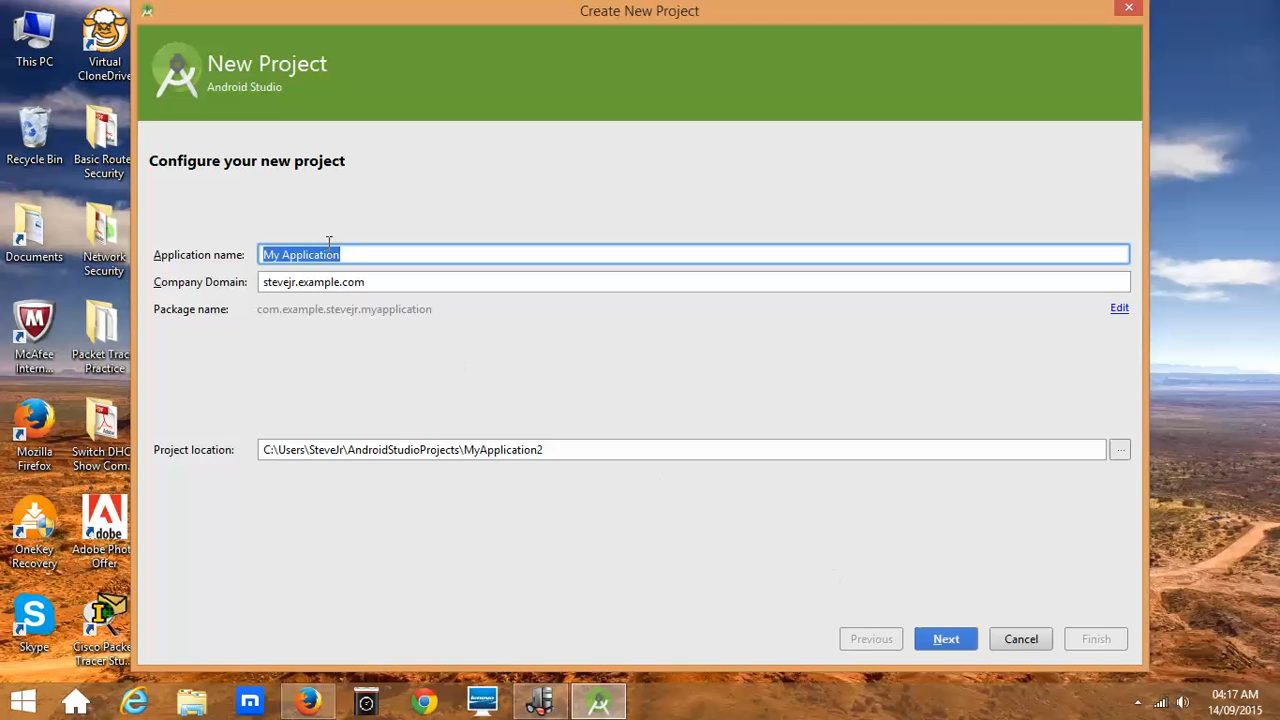 Create New Project
New Project
Android Studio
Configure your new project
Application name: My Application
Company Domain: stevejr.example.com
Package name: com.example.stevejr.myapplication Edit
Project location: C:\Users\SteveJr\AndroidStudioProjects\MyApplication2 ...
Previous Next Cancel Finish
This PC
Virtual
CloneDrive
Recycle Bin
Basic Route
Security
Documents
Network
Security
McAfee
Intern...
Packet Trac
Practice
Mozilla
Firefox
Switch DHC
Show Com...
OneKey
Recovery
Adobe
Adobe Phot
Offer
Skype
Cisco Packe
Tracer Stu...
04:17 AM
14/09/2015